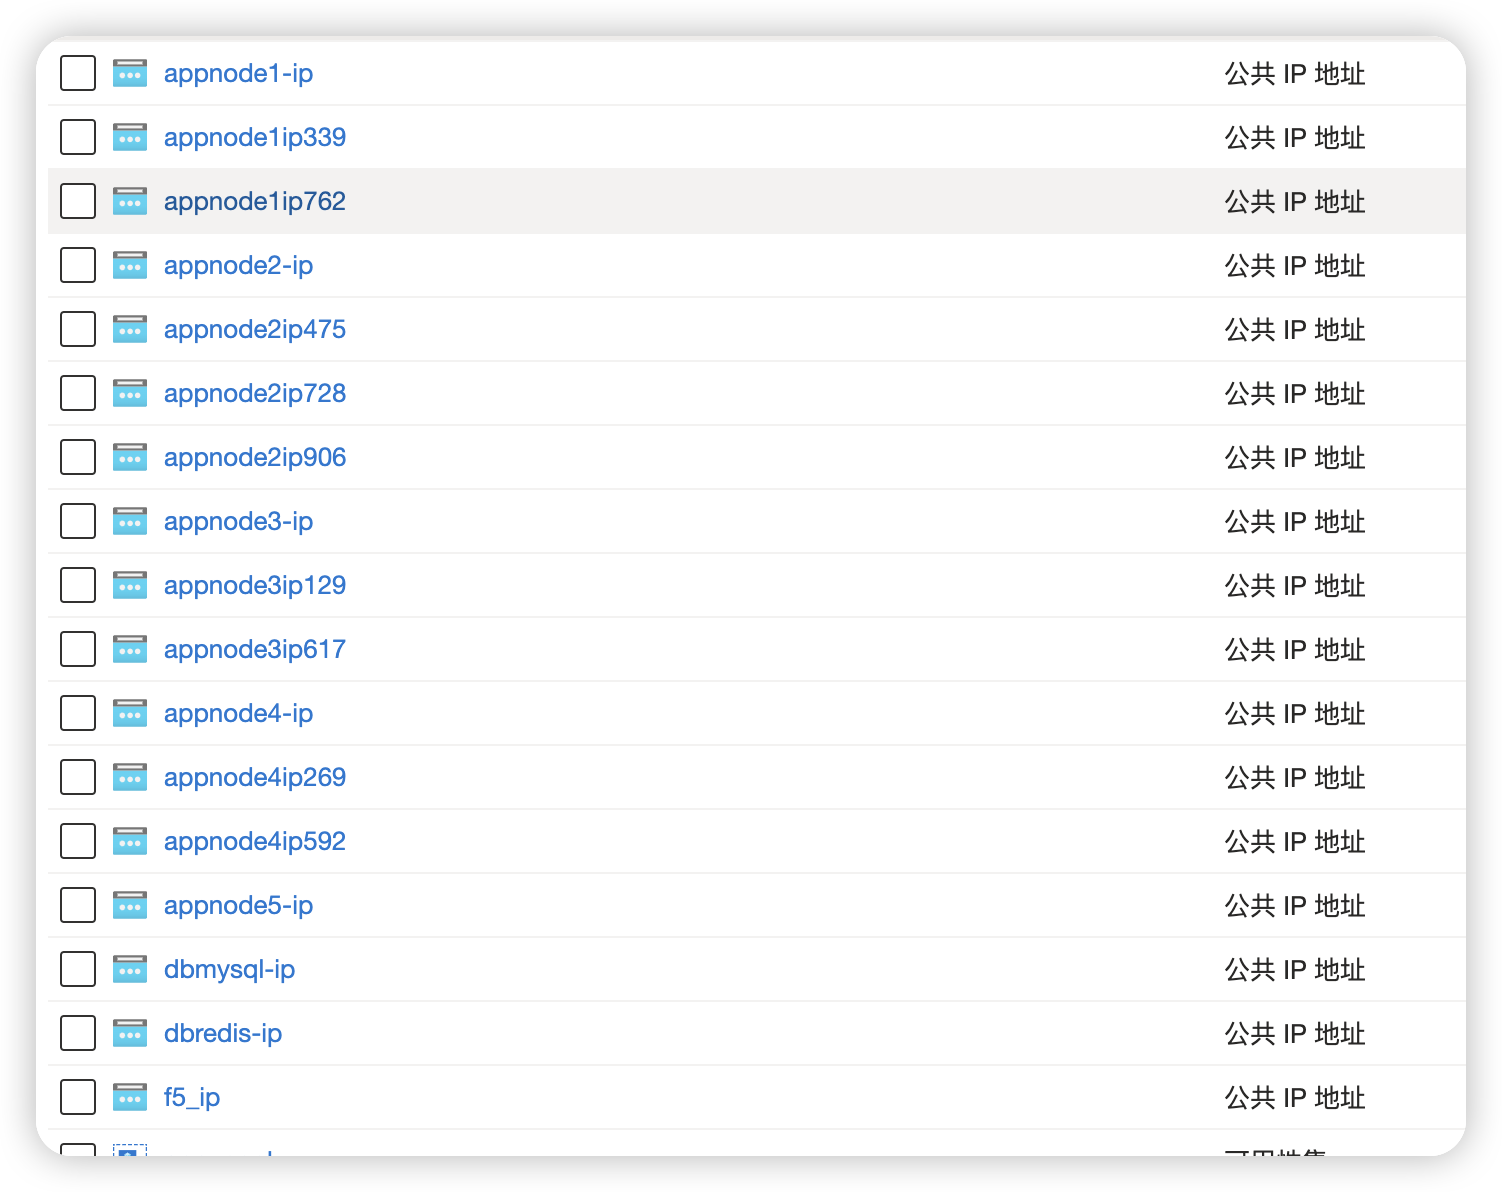 appnode1-ip 公共 IP 地址
appnode1ip339 公共 IP 地址
appnode1ip762 公共 IP 地址
appnode2-ip 公共 IP 地址
appnode2ip475 公共 IP 地址
appnode2ip728 公共 IP 地址
appnode2ip906 公共 IP 地址
appnode3-ip 公共 IP 地址
appnode3ip129 公共 IP 地址
appnode3ip617 公共 IP 地址
appnode4-ip 公共 IP 地址
appnode4ip269 公共 IP 地址
appnode4ip592 公共 IP 地址
appnode5-ip 公共 IP 地址
dbmysql-ip 公共 IP 地址
dbredis-ip 公共 IP 地址
f5_ip 公共 IP 地址
可用性集